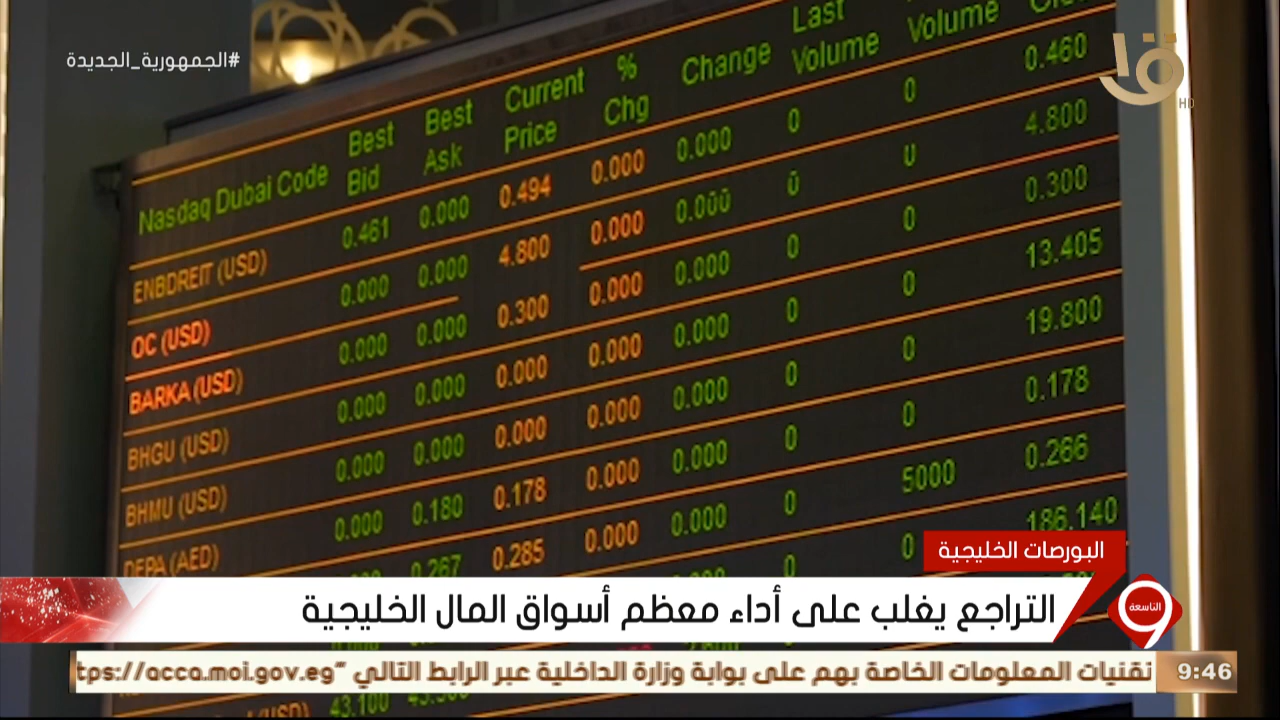 #الجمهورية_الجديدة
HD
Nasdaq Dubai Code Best Bid Best Ask Current Price % Chg Change Last Volume Volume
ENBDREIT (USD) 0.461 0.000 0.494 0.000 0.000 0 0 0.460
OC (USD) 0.000 0.000 4.800 0.000 0.000 0 0 4.800
BARKA (USD) 0.000 0.000 0.300 0.000 0.000 0 0 0.300
BHGU (USD) 0.000 0.000 0.000 0.000 0.000 0 0 13.405
BHMU (USD) 0.000 0.000 0.000 0.000 0.000 0 0 19.800
DEPA (AED) 0.000 0.180 0.178 0.000 0.000 0 0 0.178
0.267 0.285 0.000 0.000 0 5000 0.266
0 0 186.140
43.100
البورصات الخليجية
التراجع يغلب على أداء معظم أسواق المال الخليجية
التاسعة
9:46 تقنيات المعلومات الخاصة بهم على بوابة وزارة الداخلية عبر الرابط التالي "tps://acca.moi.gov.eg